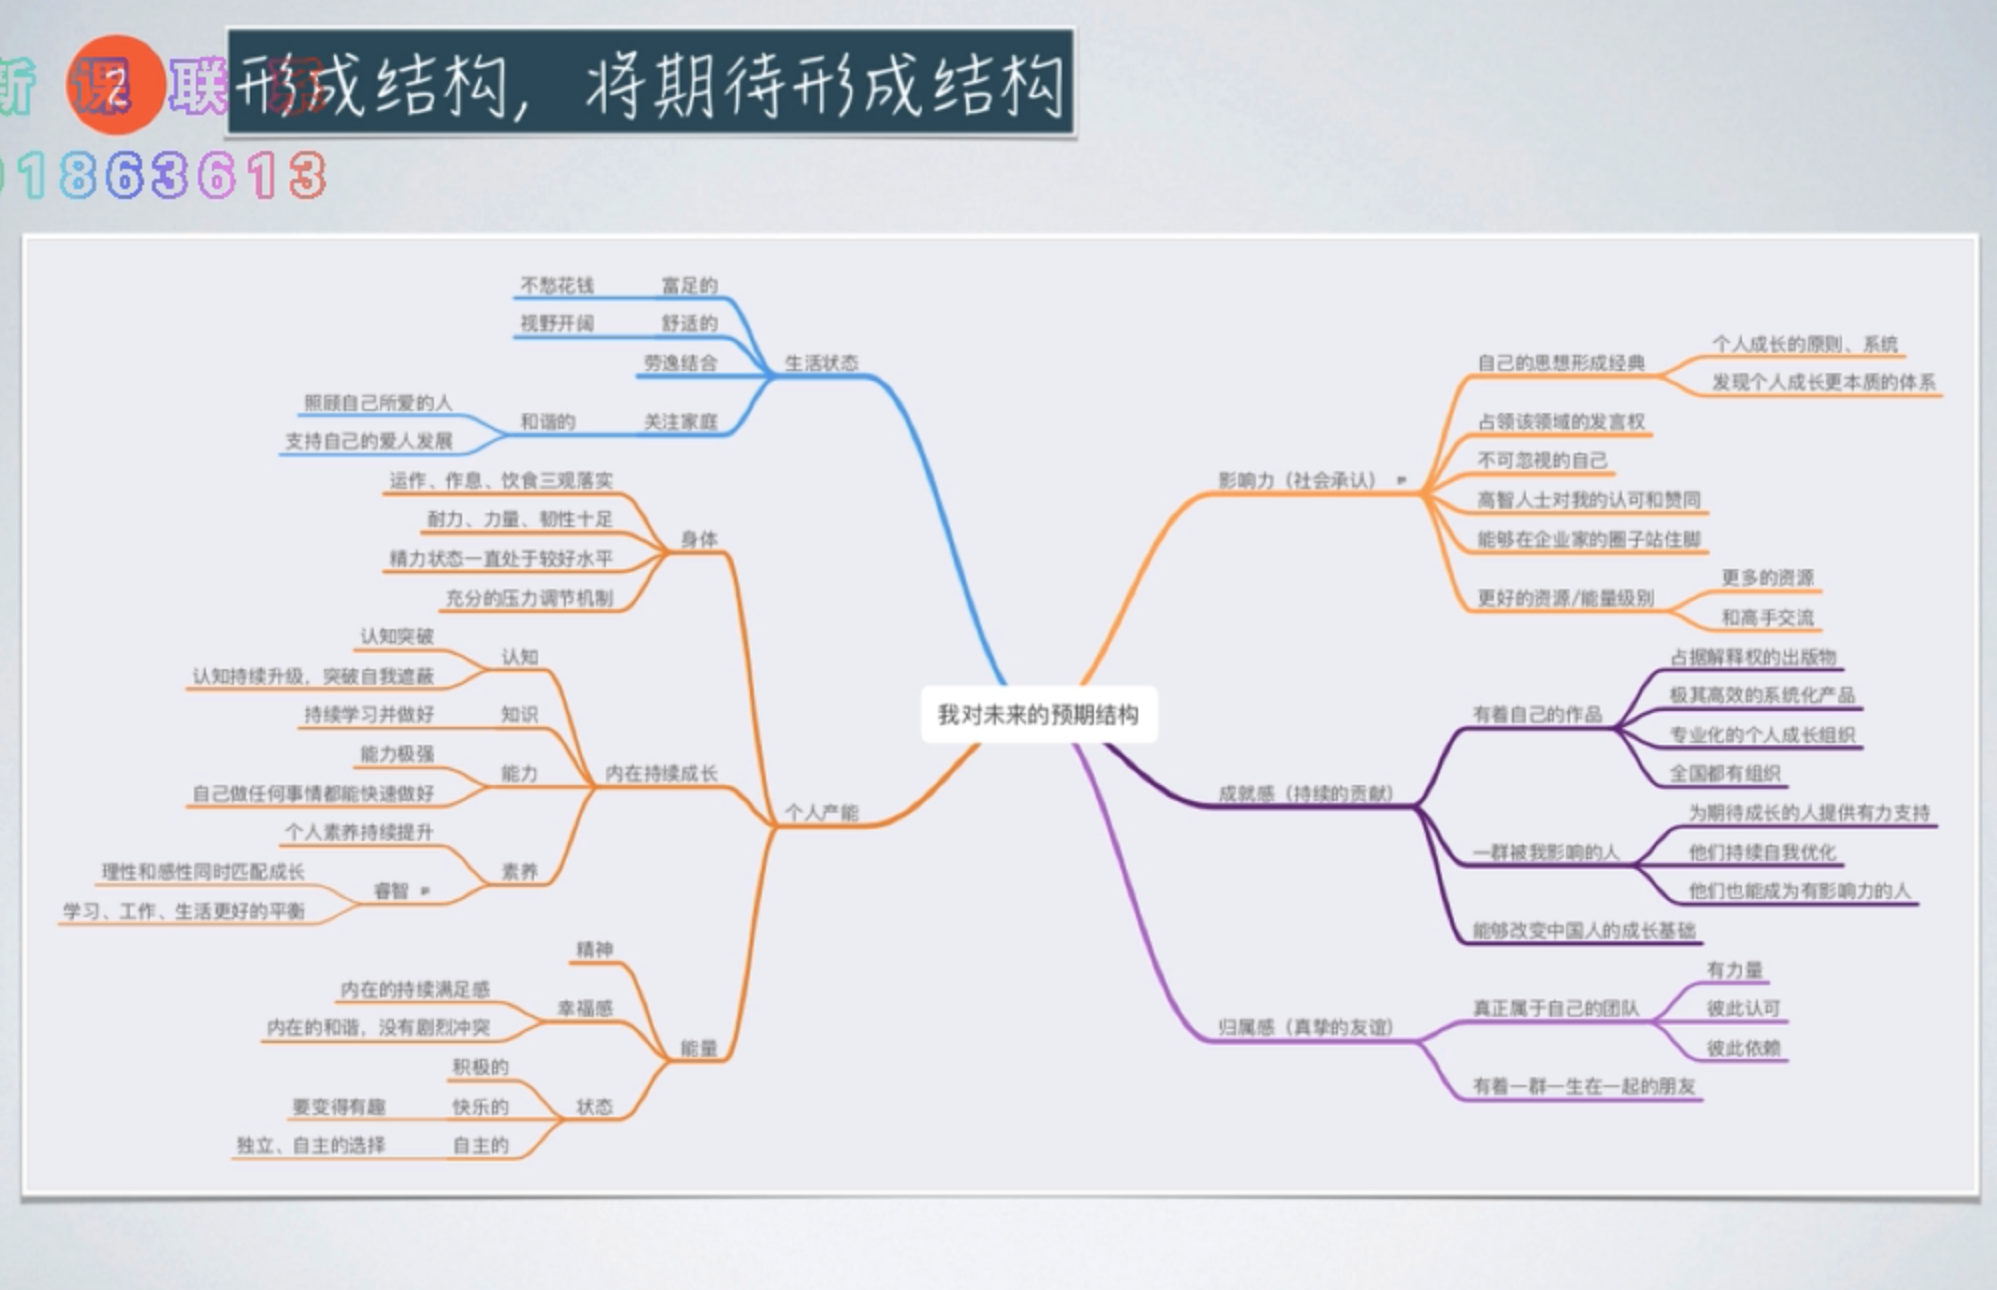 形成结构，将期待形成结构
2
新课联系
01863613
我对未来的预期结构
生活状态
富足的
不愁花钱
舒适的
视野开阔
劳逸结合
关注家庭
和谐的
照顾自己所爱的人
支持自己的爱人发展
个人产能
身体
运作、作息、饮食三观落实
耐力、力量、韧性十足
精力状态一直处于较好水平
充分的压力调节机制
内在持续成长
认知
认知突破
认知持续升级，突破自我遮蔽
知识
持续学习并做好
能力
能力极强
自己做任何事情都能快速做好
素养
个人素养持续提升
睿智
理性和感性同时匹配成长
学习、工作、生活更好的平衡
能量
精神
幸福感
内在的持续满足感
内在的和谐，没有剧烈冲突
状态
积极的
快乐的
要变得有趣
自主的
独立、自主的选择
影响力（社会承认）
自己的思想形成经典
个人成长的原则、系统
发现个人成长更本质的体系
占领该领域的发言权
不可忽视的自己
高智人士对我的认可和赞同
能够在企业家的圈子站住脚
更好的资源/能量级别
更多的资源
和高手交流
成就感（持续的贡献）
有着自己的作品
占据解释权的出版物
极其高效的系统化产品
专业化的个人成长组织
全国都有组织
一群被我影响的人
为期待成长的人提供有力支持
他们持续自我优化
他们也能成为有影响力的人
能够改变中国人的成长基础
归属感（真挚的友谊）
真正属于自己的团队
有力量
彼此认可
彼此依赖
有着一群一生在一起的朋友